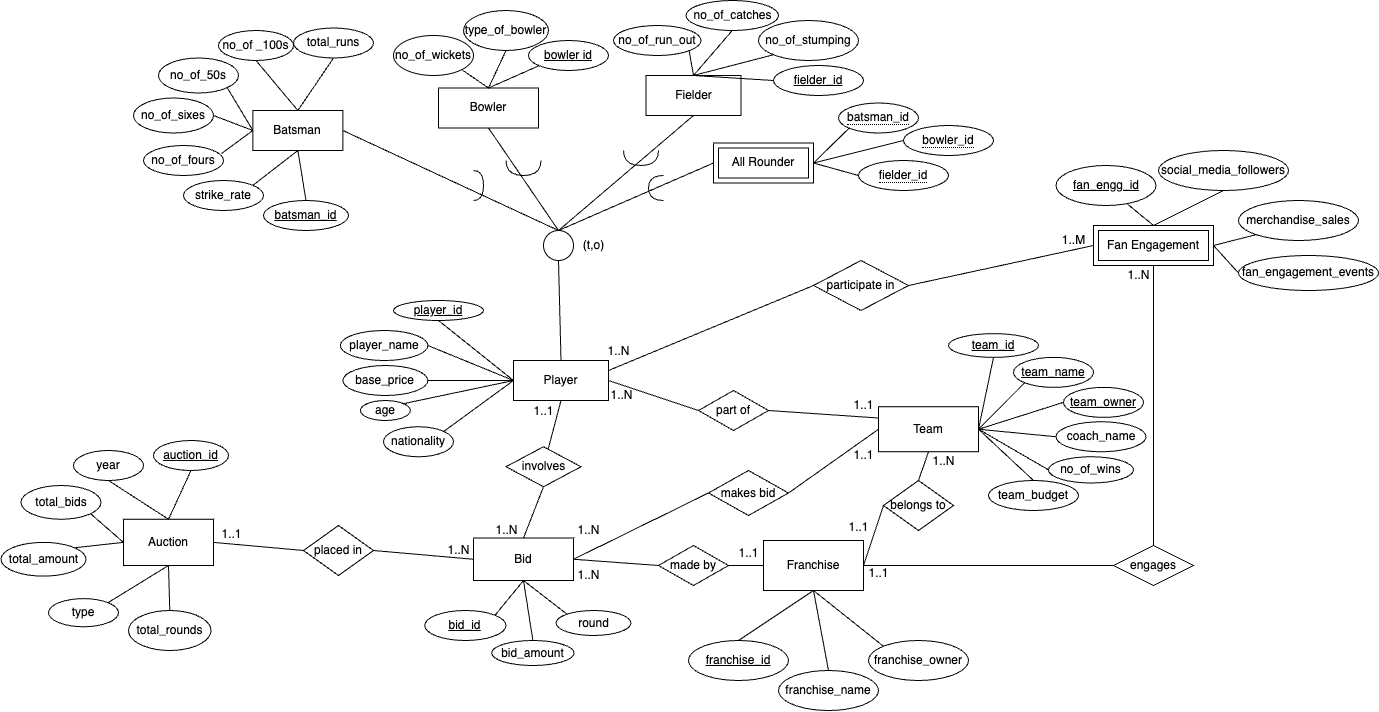 no_of_catches
type_of_bowler
no_of_run_out
no_of _100s
total_runs
no_of_wickets
bowler id
no_of_stumping
no_of_50s
fielder_id
Fielder
Bowler
no_of_sixes
Batsman
batsman_id
bowler_id
no_of_fours
All Rounder
fielder_id
strike_rate
batsman_id
fan_engg_id
social_media_followers
merchandise_sales
(t,o)
1..M
Fan Engagement
1..N
fan_engagement_events
participate in
player_id
player_name
1..N
team_id
base_price
Player
team_name
1..N
age
1..1
part of
1..1
team_owner
nationality
Team
coach_name
1..1
1..N
auction_id
year
involves
no_of_wins
makes bid
team_budget
total_bids
belongs to
1..N
1..N
1..1
1..1
Auction
placed in
1..N
total_amount
Bid
1..N
made by
1..1
Franchise
1..1
engages
type
total_rounds
bid_id
round
bid_amount
franchise_id
franchise_owner
franchise_name